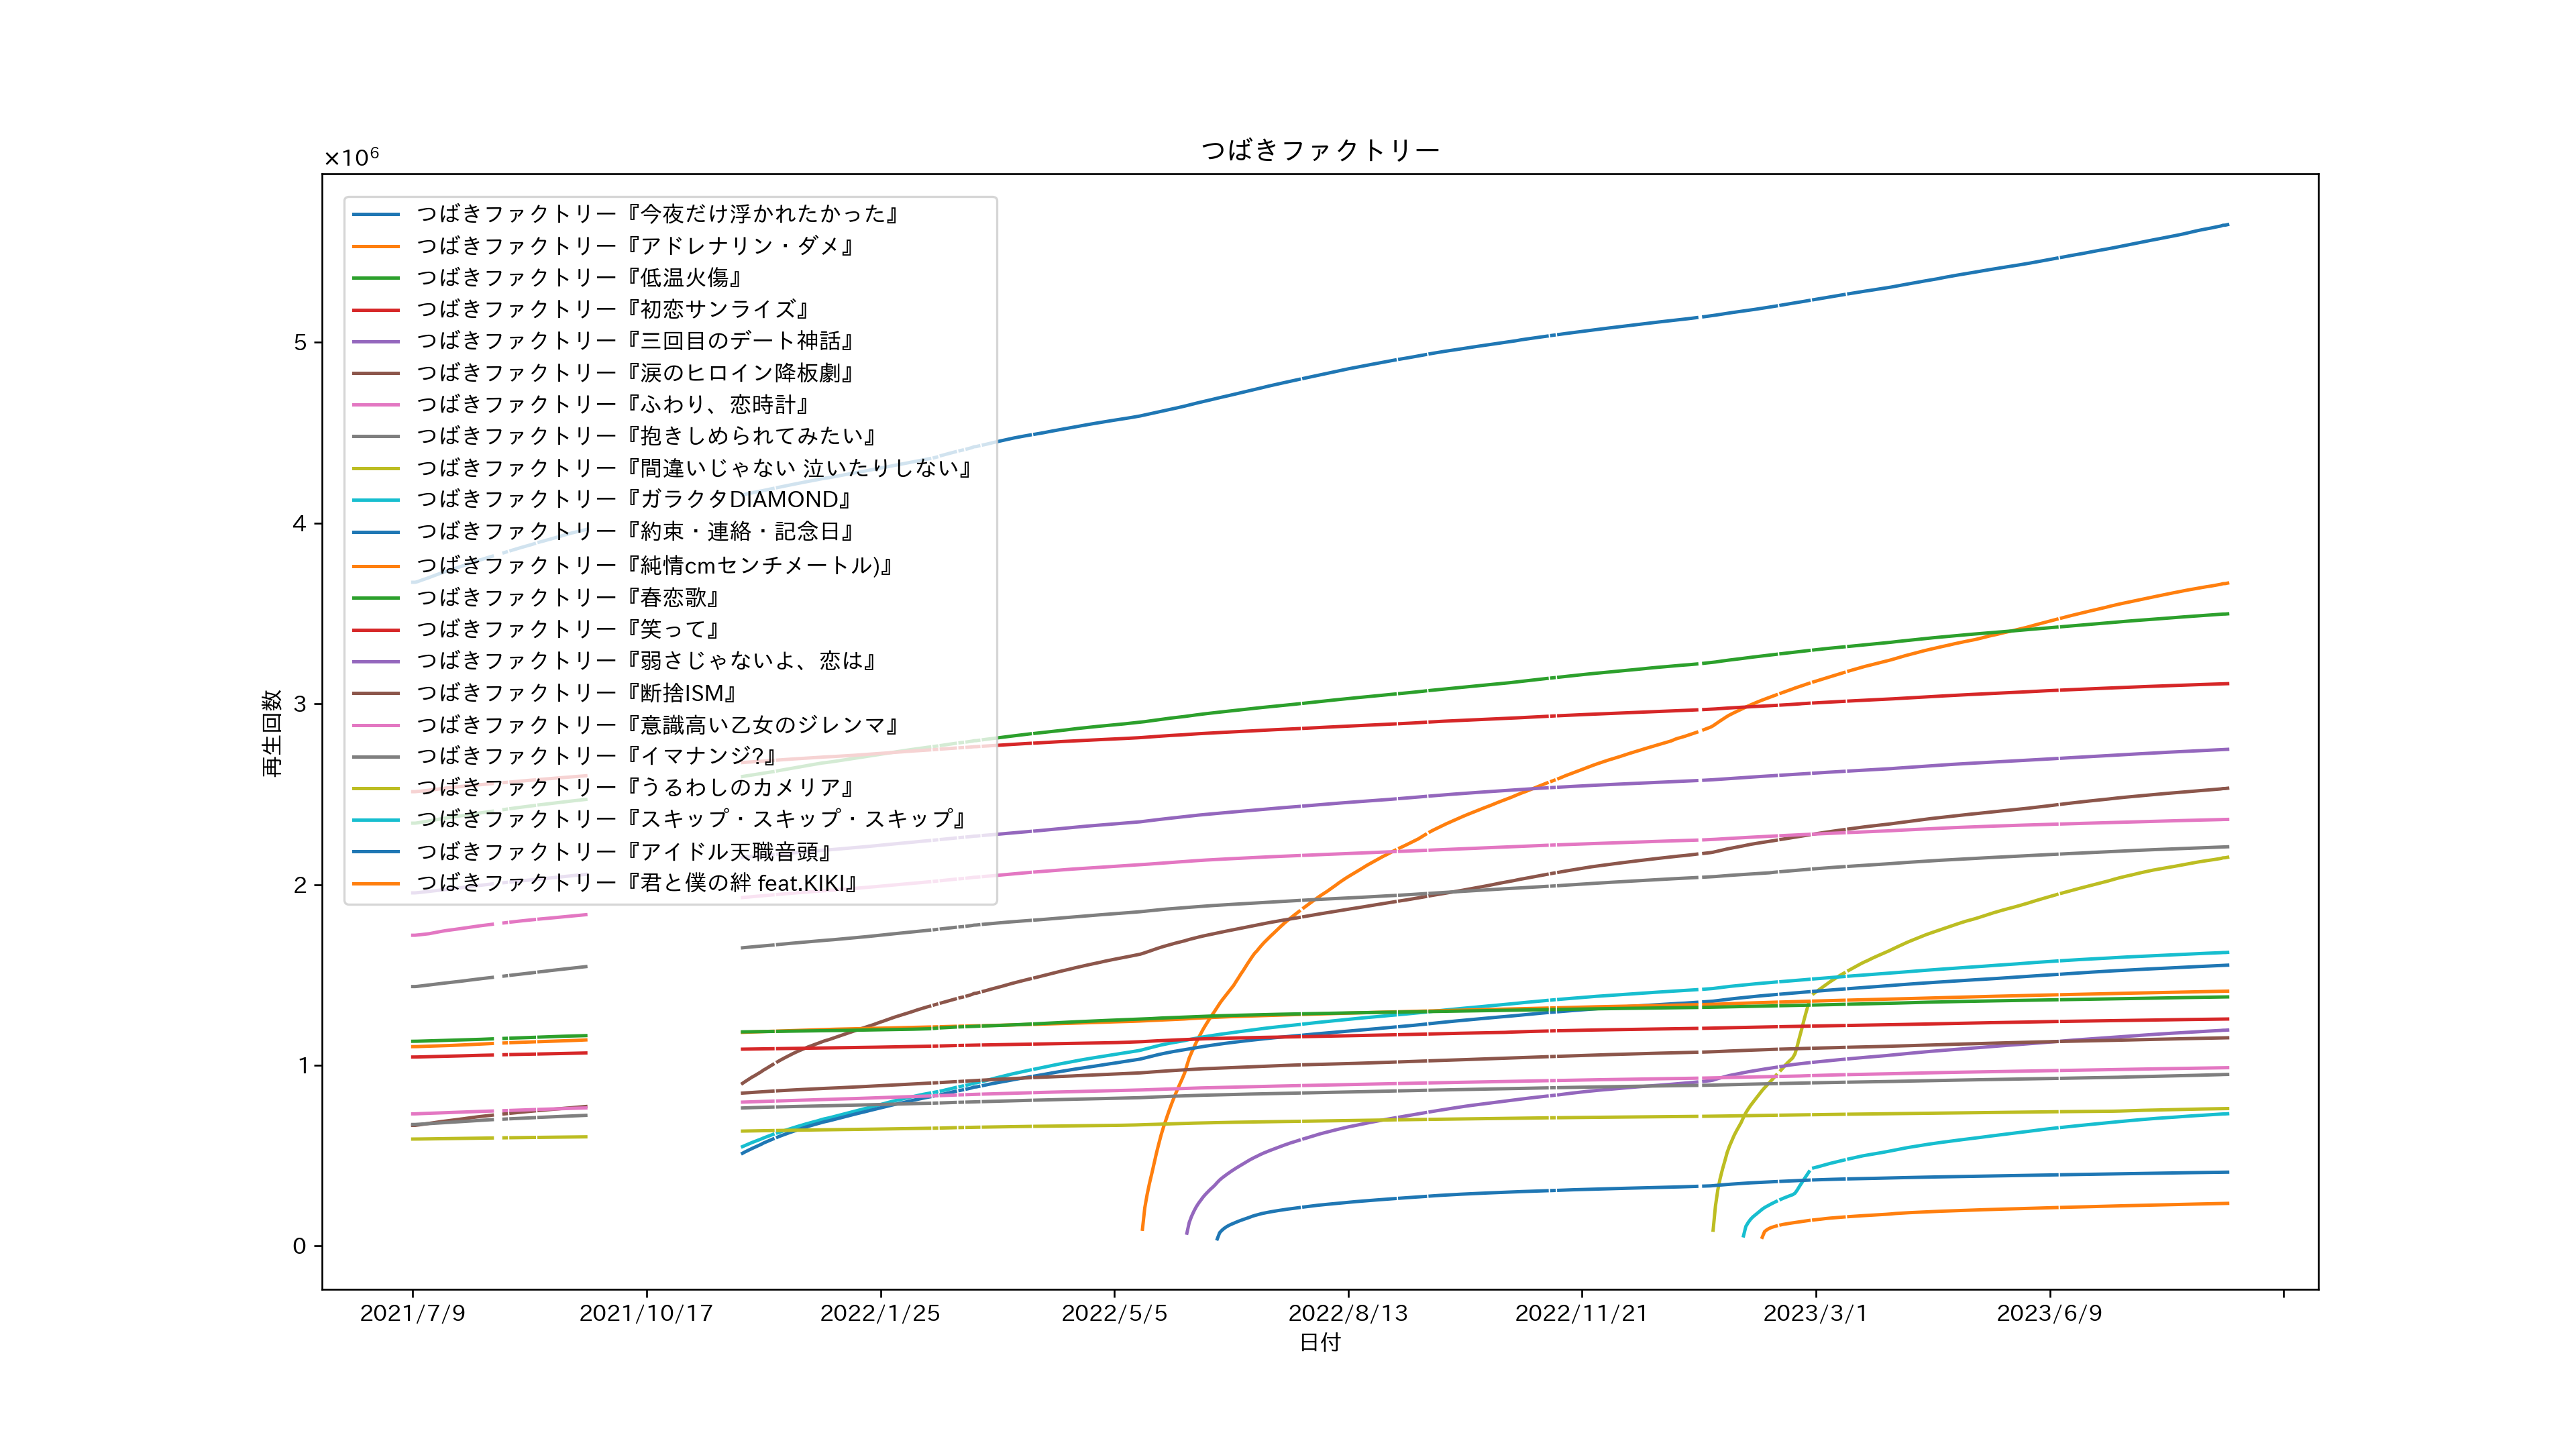 つばきファクトリー
×10⁶
つばきファクトリー『今夜だけ浮かれたかった』
つばきファクトリー『アドレナリン・ダメ』
つばきファクトリー『低温火傷』
つばきファクトリー『初恋サンライズ』
つばきファクトリー『三回目のデート神話』
つばきファクトリー『涙のヒロイン降板劇』
つばきファクトリー『ふわり、恋時計』
つばきファクトリー『抱きしめられてみたい』
つばきファクトリー『間違いじゃない 泣いたりしない』
つばきファクトリー『ガラクタDIAMOND』
つばきファクトリー『約束・連絡・記念日』
つばきファクトリー『純情cmセンチメートル)』
つばきファクトリー『春恋歌』
つばきファクトリー『笑って』
つばきファクトリー『弱さじゃないよ、恋は』
つばきファクトリー『断捨ISM』
つばきファクトリー『意識高い乙女のジレンマ』
つばきファクトリー『イマナンジ?』
つばきファクトリー『うるわしのカメリア』
つばきファクトリー『スキップ・スキップ・スキップ』
つばきファクトリー『アイドル天職音頭』
つばきファクトリー『君と僕の絆 feat.KIKI』
5
4
3
2
1
0
再生回数
2021/7/9
2021/10/17
2022/1/25
2022/5/5
2022/8/13
2022/11/21
2023/3/1
2023/6/9
日付